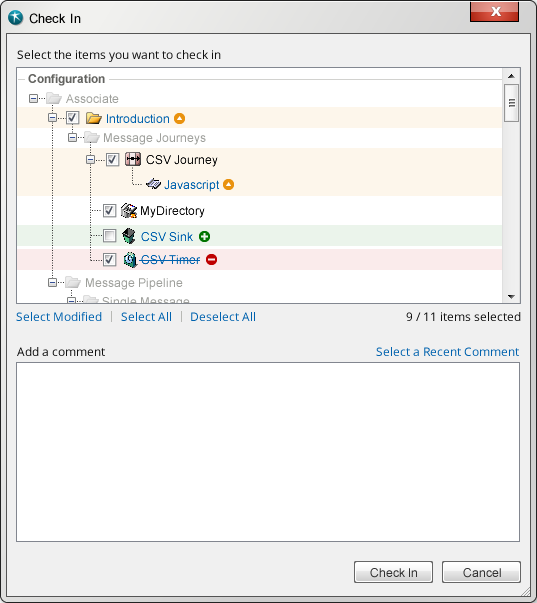 Check In
X
Select the items you want to check in
Configuration
Associate
Introduction
Message Journeys
CSV Journey
Javascript
MyDirectory
CSV Sink
CSV Timer
Message Pipeline
Single Message
Select Modified | Select All | Deselect All 9 / 11 items selected
Add a comment Select a Recent Comment
Check In Cancel